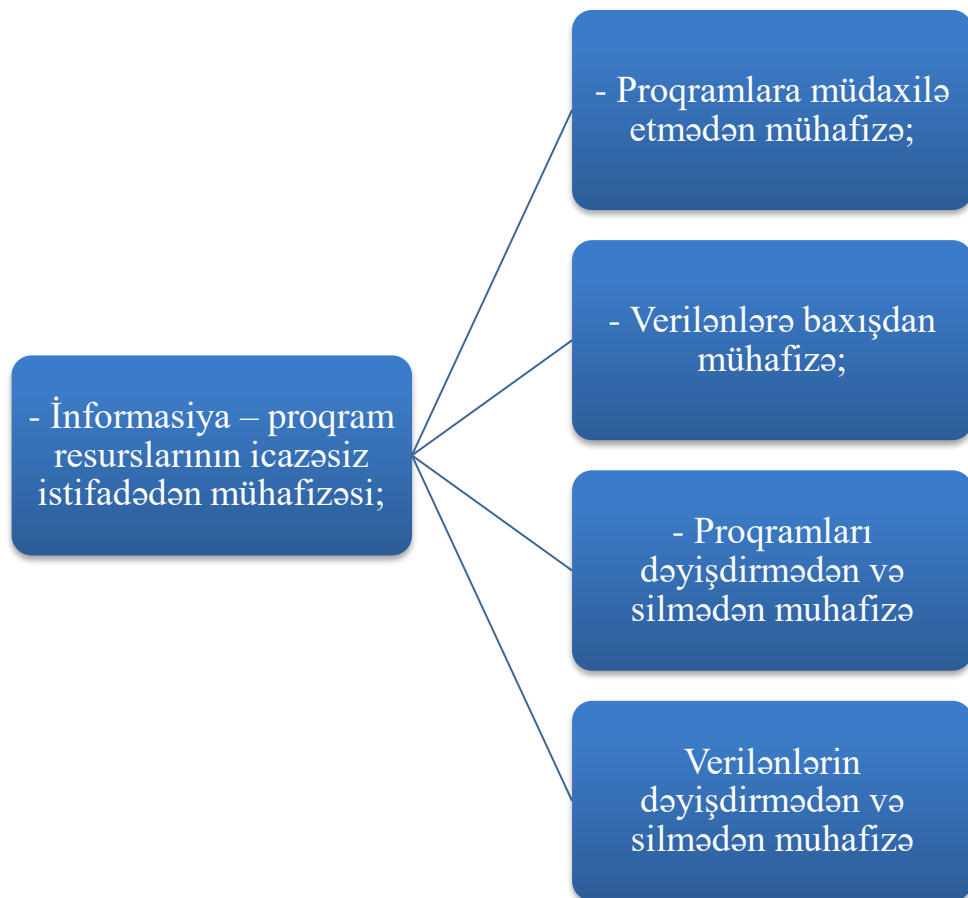 - Proqramlara müdaxilə
etmədən mühafizə;
- Verilənlərə baxışdan
mühafizə;
- İnformasiya – proqram
resurslarının icazəsiz
istifadədən mühafizəsi;
- Proqramları
dəyişdirmədən və
silmədən muhafizə
Verilənlərin
dəyişdirmədən və
silmədən muhafizə